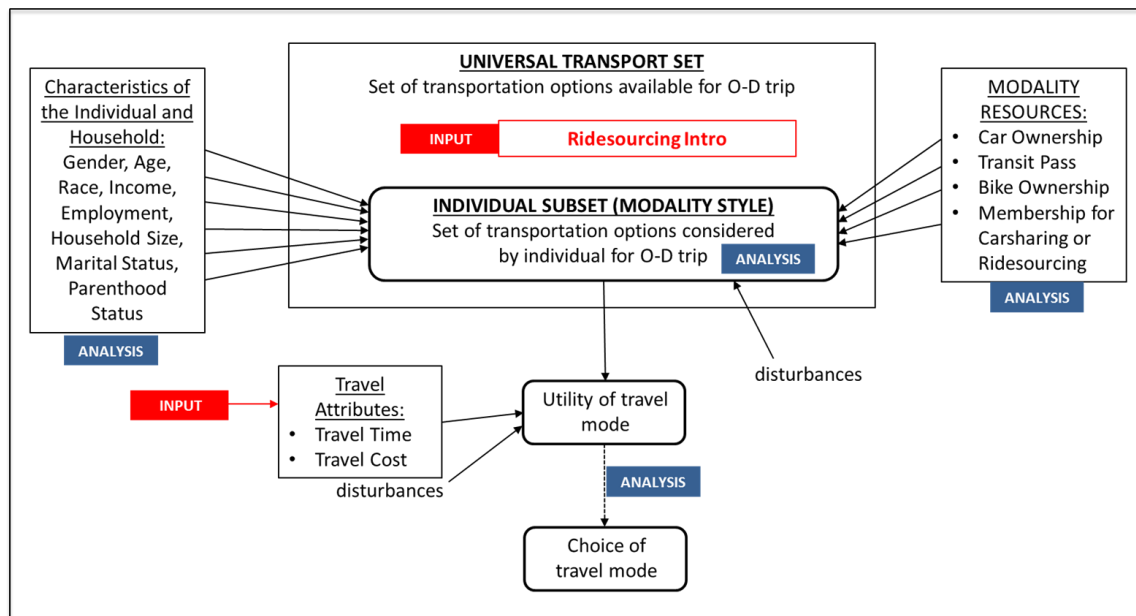 UNIVERSAL TRANSPORT SET
Set of transportation options available for O-D trip
INPUT
Ridesourcing Intro
Characteristics of
the Individual and
Household:
Gender, Age,
Race, Income,
Employment,
Household Size,
Marital Status,
Parenthood
Status
ANALYSIS
INDIVIDUAL SUBSET (MODALITY STYLE)
Set of transportation options considered
by individual for O-D trip
ANALYSIS
MODALITY
RESOURCES:
• Car Ownership
• Transit Pass
• Bike Ownership
• Membership for
Carsharing or
Ridesourcing
ANALYSIS
disturbances
INPUT
Travel
Attributes:
• Travel Time
• Travel Cost
disturbances
Utility of travel
mode
ANALYSIS
Choice of
travel mode